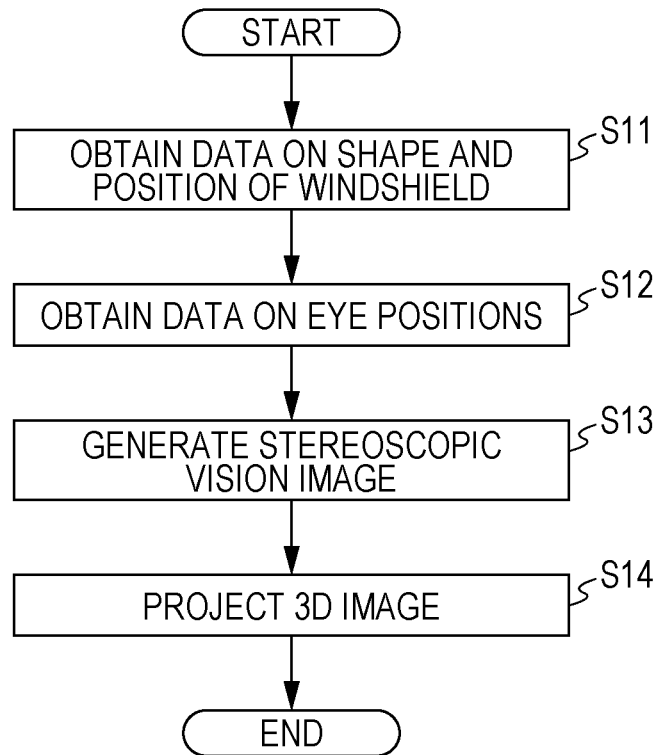 START
S11
OBTAIN DATA ON SHAPE AND
POSITION OF WINDSHIELD
S12
OBTAIN DATA ON EYE POSITIONS
S13
GENERATE STEREOSCOPIC
VISION IMAGE
S14
PROJECT 3D IMAGE
END